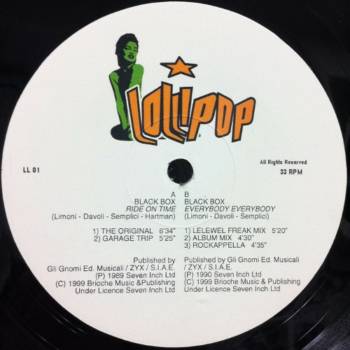 LOLLIPOP
LL 01
All Rights Reserved
33 RPM
A
BLACK BOX
RIDE ON TIME
(Limoni - Davoli - Semplici - Hartman)
1) THE ORIGINAL 6'34"
2) GARAGE TRIP 5'25"
Published by
Gli Gnomi Ed. Musicali / ZYX / S.I.A.E.
(P) 1989 Seven Inch Ltd
(C) 1999 Brioche Music & Publishing
Under Licence Seven Inch Ltd
B
BLACK BOX
EVERYBODY EVERYBODY
(Limoni - Davoli - Semplici)
1) LELEWEL FREAK MIX 5'20"
2) ALBUM MIX 4'30"
3) ROCKAPELLA 4'35"
Published by
Gli Gnomi Ed. Musicali / ZYX / S.I.A.E.
(P) 1990 Seven Inch Ltd
(C) 1999 Brioche Music &Publishing
Under Licence Seven Inch Ltd